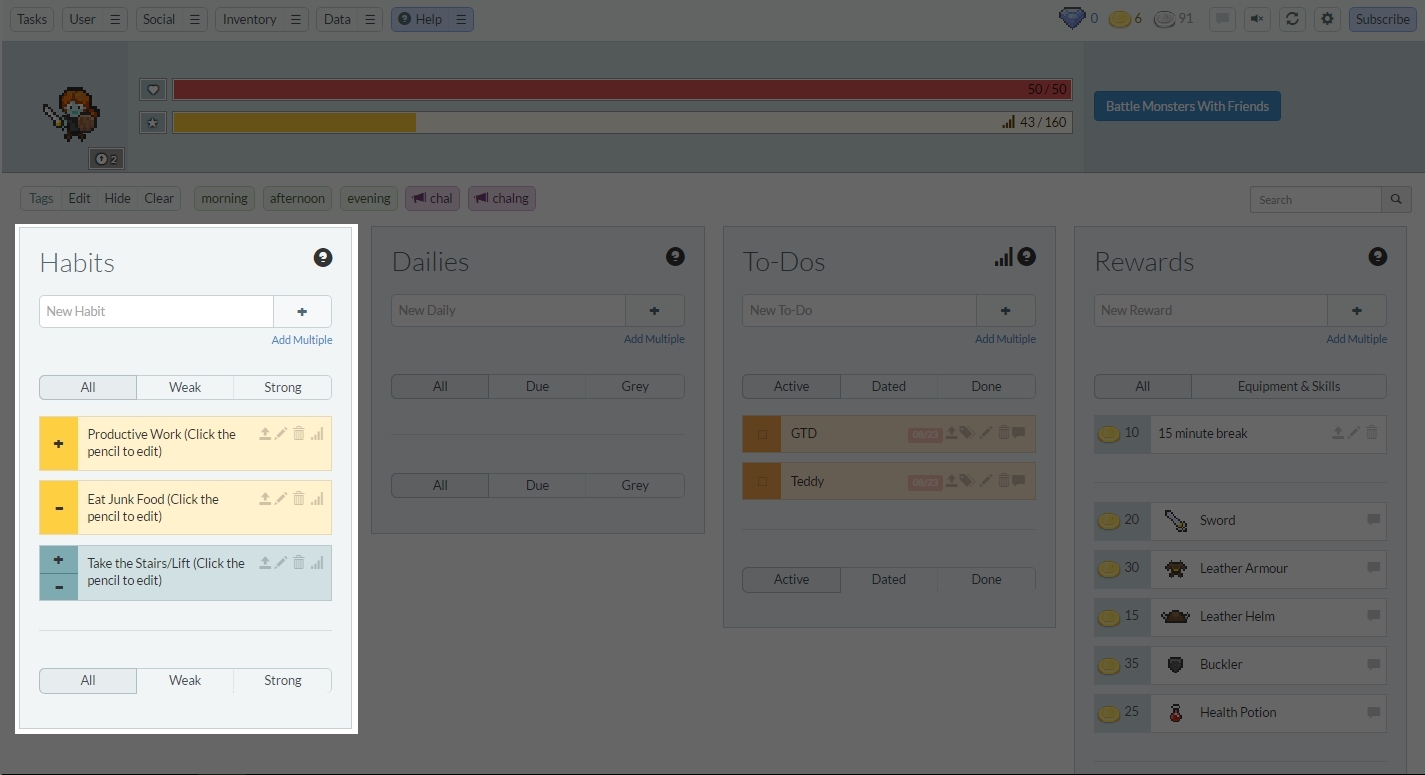 Tasks User Social Inventory Data Help 0 6 91 Subscribe
50 / 50
43 / 160
Battle Monsters With Friends
2
Tags Edit Hide Clear morning afternoon evening chal chalng Search
Habits
New Habit +
Add Multiple
All Weak Strong
+ Productive Work (Click the
pencil to edit)
- Eat Junk Food (Click the
pencil to edit)
+ Take the Stairs/Lift (Click the
- pencil to edit)
All Weak Strong
Dailies
New Daily +
Add Multiple
All Due Grey
All Due Grey
To-Dos
New To-Do +
Add Multiple
Active Dated Done
GTD 08/23
Teddy 08/23
Active Dated Done
Rewards
New Reward +
Add Multiple
All Equipment & Skills
10 15 minute break
20 Sword
30 Leather Armour
15 Leather Helm
35 Buckler
25 Health Potion